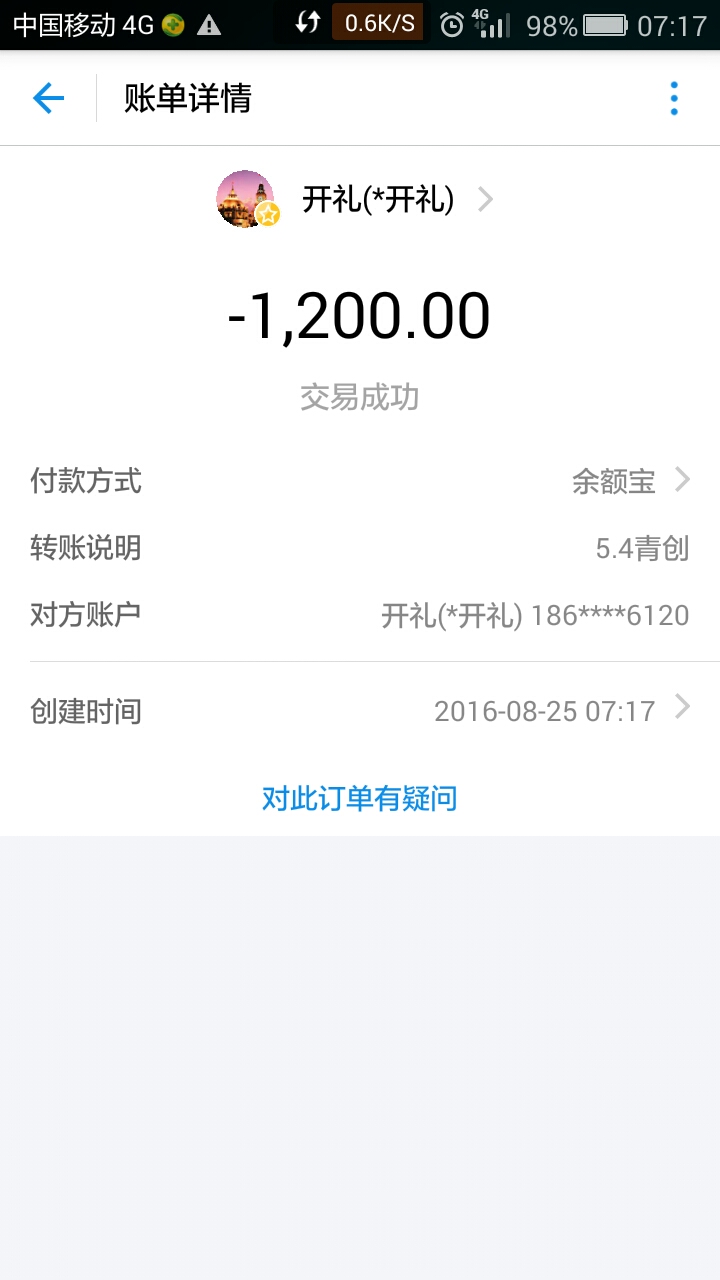 中国移动 4G 0.6K/S 4G 98% 07:17
账单详情
开礼(*开礼)
-1,200.00
交易成功
付款方式 余额宝
转账说明 5.4青创
对方账户 开礼(*开礼) 186****6120
创建时间 2016-08-25 07:17
对此订单有疑问